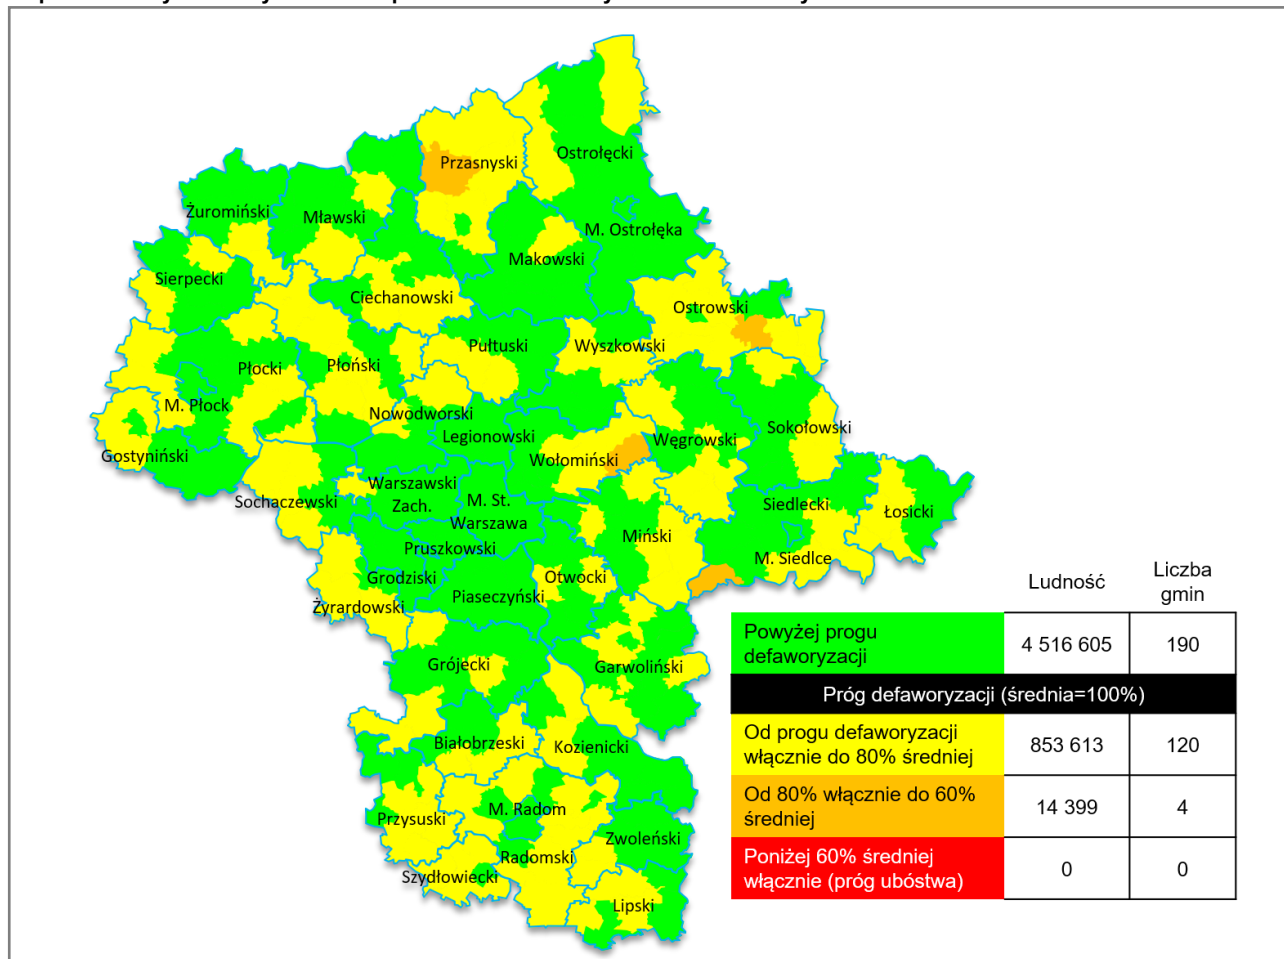 Przasnyski
Ostrołęcki
Żuromiński
Mławski
M. Ostrołęka
Makowski
Sierpecki
Ciechanowski
Ostrowski
Pułtuski
Wyszkowski
Płocki
Płoński
M. Płock
Nowodworski
Legionowski
Węgrowski
Sokołowski
Gostyniński
Wołomiński
Sochaczewski
Warszawski
Zach.
M. St.
Warszawa
Siedlecki
Łosicki
Pruszkowski
Miński
M. Siedlce
Grodziski
Otwocki
Piaseczyński
Żyrardowski
Grójecki
Garwoliński
Białobrzeski
Kozienicki
Przysuski
M. Radom
Zwoleński
Radomski
Szydłowiecki
Lipski
Ludność
Liczba
gmin
Powyżej progu
defaworyzacji
4 516 605
190
Próg defaworyzacji (średnia=100%)
Od progu defaworyzacji
włącznie do 80% średniej
853 613
120
Od 80% włącznie do 60%
średniej
14 399
4
Poniżej 60% średniej
włącznie (próg ubóstwa)
0
0